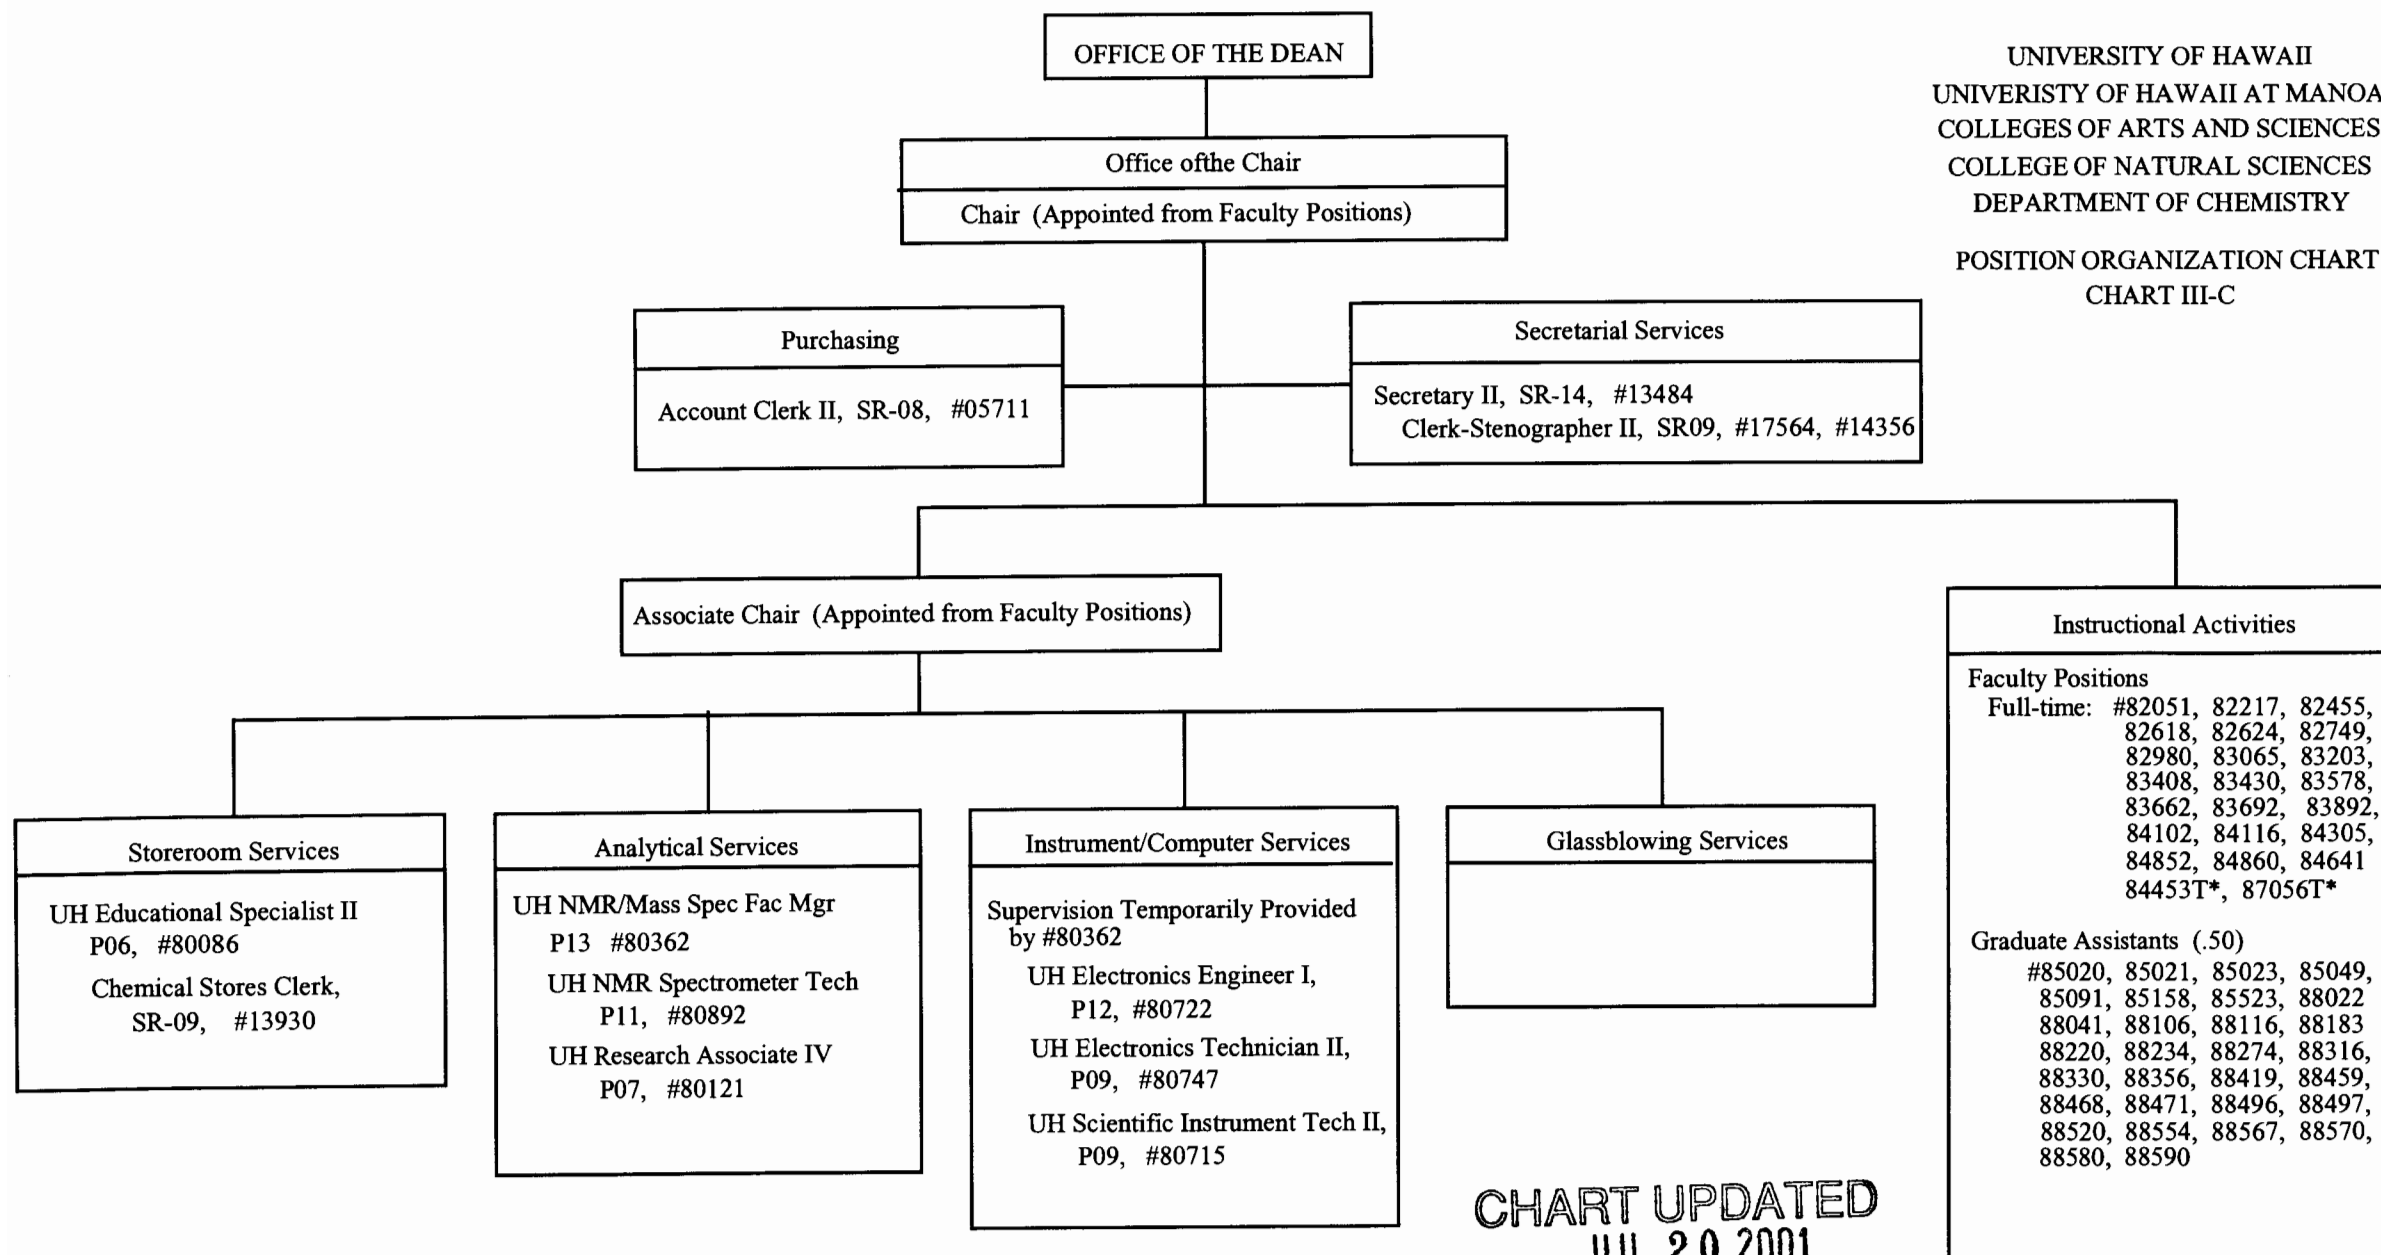 OFFICE OF THE DEAN
UNIVERSITY OF HAWAII
UNIVERISTY OF HAWAII AT MANOA
COLLEGES OF ARTS AND SCIENCES
COLLEGE OF NATURAL SCIENCES
DEPARTMENT OF CHEMISTRY
POSITION ORGANIZATION CHART
CHART III-C
Office ofthe Chair
Chair (Appointed from Faculty Positions)
Purchasing
Account Clerk II, SR-08, #05711
Secretarial Services
Secretary II, SR-14, #13484
Clerk-Stenographer II, SR09, #17564, #14356
Associate Chair (Appointed from Faculty Positions)
Storeroom Services
UH Educational Specialist II
P06, #80086
Chemical Stores Clerk,
SR-09, #13930
Analytical Services
UH NMR/Mass Spec Fac Mgr
P13 #80362
UH NMR Spectrometer Tech
P11, #80892
UH Research Associate IV
P07, #80121
Instrument/Computer Services
Supervision Temporarily Provided
by #80362
UH Electronics Engineer I,
P12, #80722
UH Electronics Technician II,
P09, #80747
UH Scientific Instrument Tech II,
P09, #80715
Glassblowing Services
Instructional Activities
Faculty Positions
Full-time: #82051, 82217, 82455,
82618, 82624, 82749,
82980, 83065, 83203,
83408, 83430, 83578,
83662, 83692, 83892,
84102, 84116, 84305,
84852, 84860, 84641
84453T*, 87056T*
Graduate Assistants (.50)
#85020, 85021, 85023, 85049,
85091, 85158, 85523, 88022
88041, 88106, 88116, 88183
88220, 88234, 88274, 88316,
88330, 88356, 88419, 88459,
88468, 88471, 88496, 88497,
88520, 88554, 88567, 88570,
88580, 88590
CHART UPDATED
20 2001